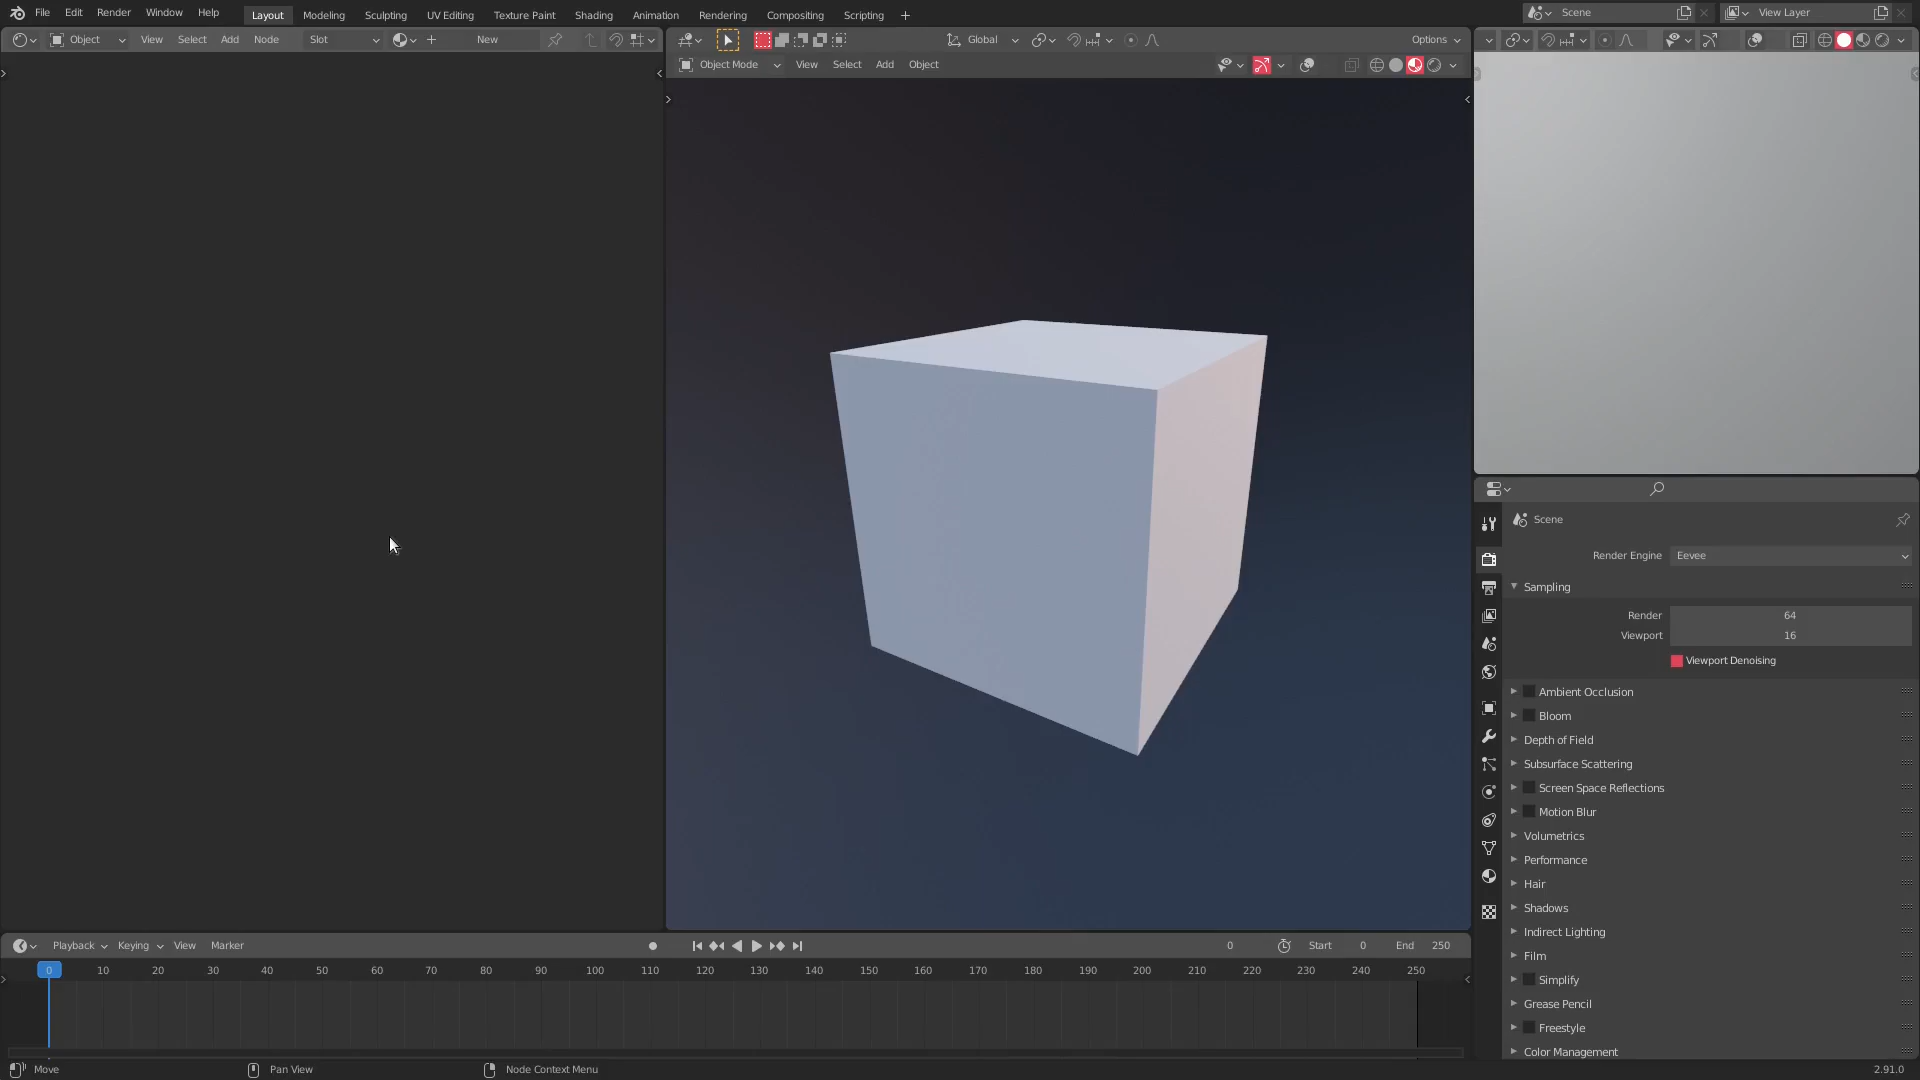 File Edit Render Window Help Layout Modeling Sculpting UV Editing Texture Paint Shading Animation Rendering Compositing Scripting + Scene View Layer
Object View Select Add Node Slot New Global Options
Object Mode View Select Add Object
Scene
Render Engine Eevee
Sampling
Render 64
Viewport 16
Viewport Denoising
Ambient Occlusion
Bloom
Depth of Field
Subsurface Scattering
Screen Space Reflections
Motion Blur
Volumetrics
Performance
Hair
Shadows
Indirect Lighting
Film
Simplify
Grease Pencil
Freestyle
Color Management
Playback Keying View Marker 0 Start 0 End 250
0 10 20 30 40 50 60 70 80 90 100 110 120 130 140 150 160 170 180 190 200 210 220 230 240 250
Move Pan View Node Context Menu 2.91.0